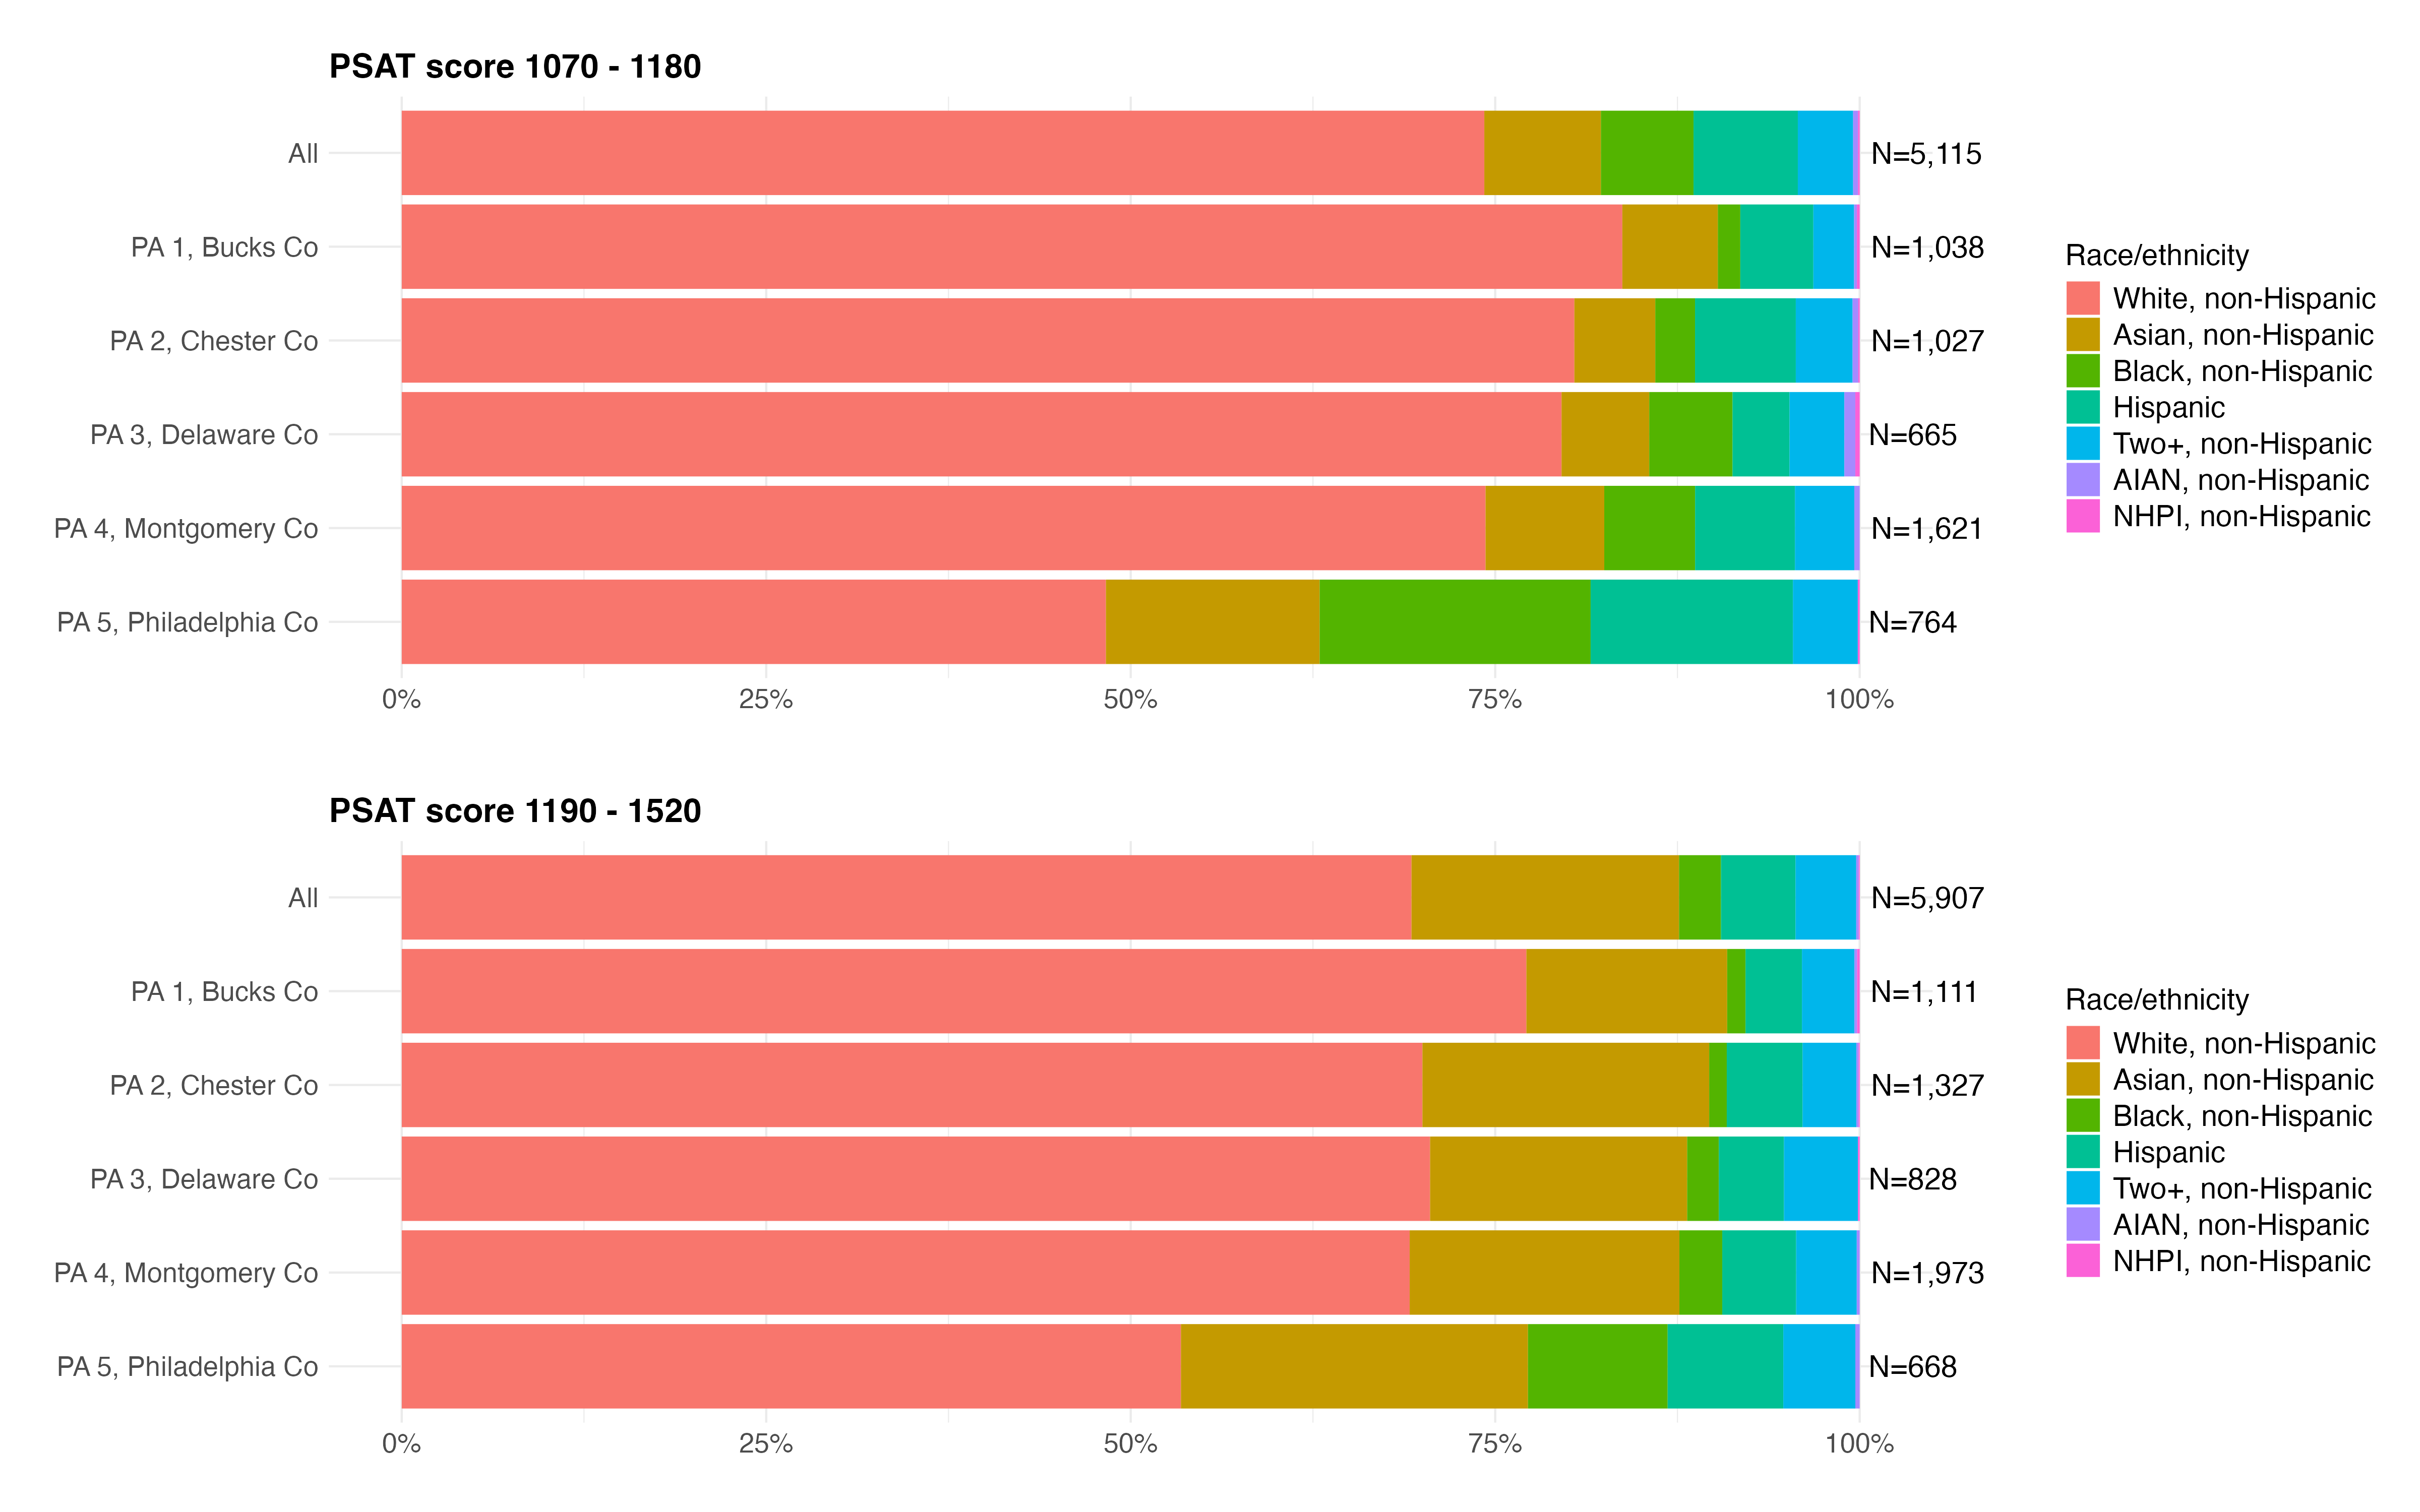 PSAT score 1070 - 1180
All
N=5,115
PA 1, Bucks Co
N=1,038
PA 2, Chester Co
N=1,027
PA 3, Delaware Co
N=665
PA 4, Montgomery Co
N=1,621
PA 5, Philadelphia Co
N=764
0% 25% 50% 75% 100%
Race/ethnicity
White, non-Hispanic
Asian, non-Hispanic
Black, non-Hispanic
Hispanic
Two+, non-Hispanic
AIAN, non-Hispanic
NHPI, non-Hispanic
PSAT score 1190 - 1520
All
N=5,907
PA 1, Bucks Co
N=1,111
PA 2, Chester Co
N=1,327
PA 3, Delaware Co
N=828
PA 4, Montgomery Co
N=1,973
PA 5, Philadelphia Co
N=668
0% 25% 50% 75% 100%
Race/ethnicity
White, non-Hispanic
Asian, non-Hispanic
Black, non-Hispanic
Hispanic
Two+, non-Hispanic
AIAN, non-Hispanic
NHPI, non-Hispanic